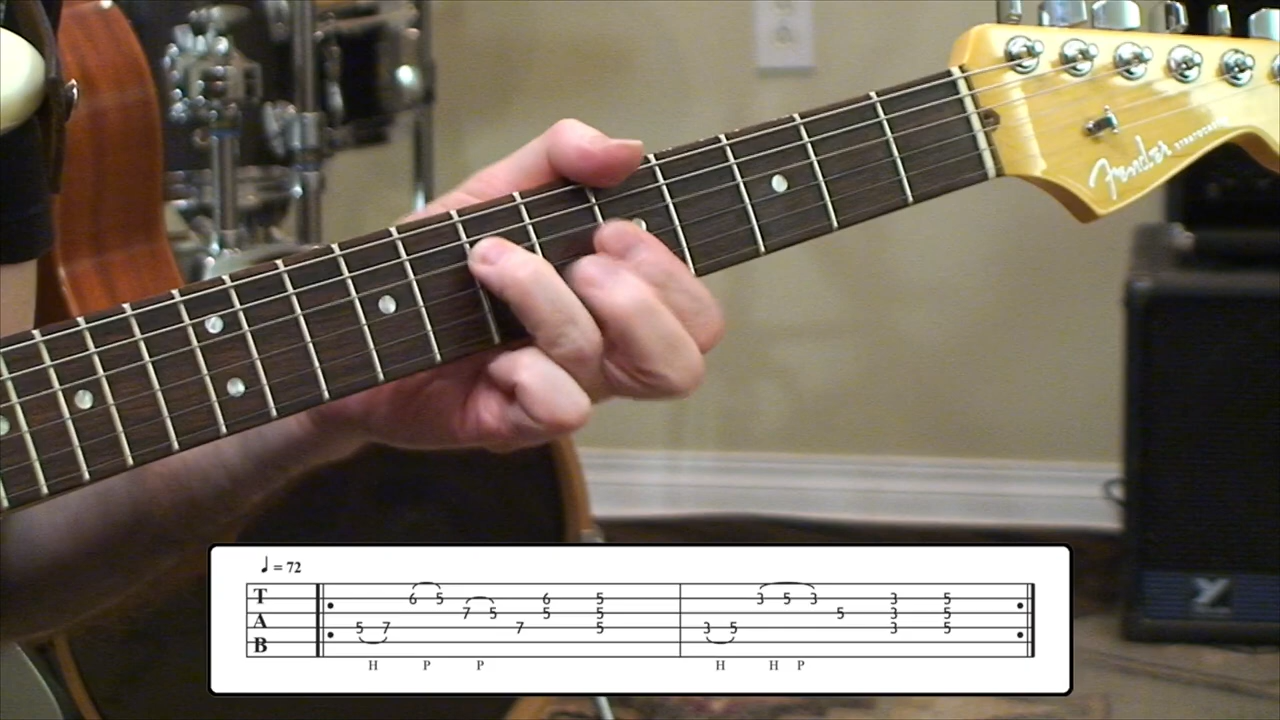 Fender STRATOCASTER
♩ = 72
T 6 5 6 5 3 5 3 3 5
A 7 5 5 5 5 3 5
B 5 7 7 5 3 5 3 5
H P P H H P